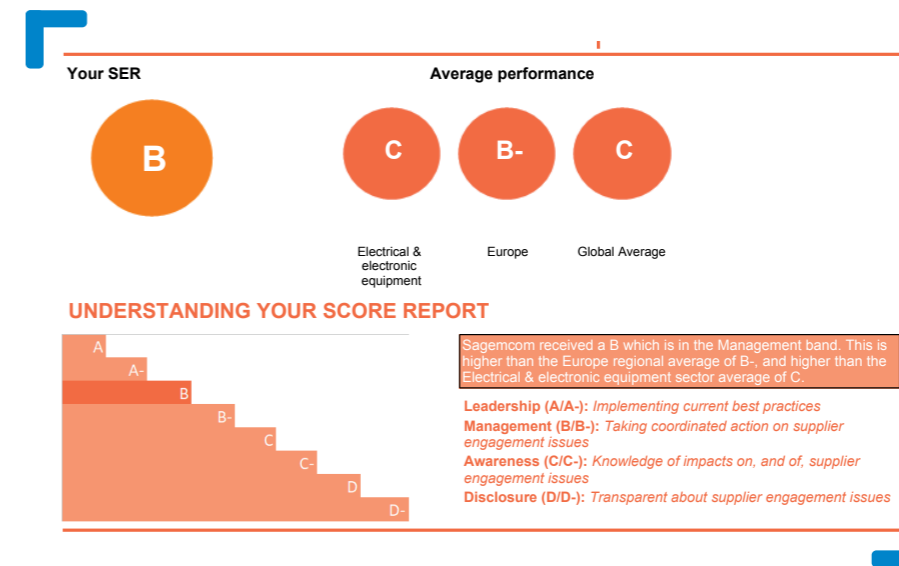 Your SER
Average performance
B
C
B-
C
Electrical &
electronic
equipment
Europe
Global Average
UNDERSTANDING YOUR SCORE REPORT
A
A-
B
B-
C
C-
D
D-
Sagemcom received a B which is in the Management band. This is
higher than the Europe regional average of B-, and higher than the
Electrical & electronic equipment sector average of C.
Leadership (A/A-): Implementing current best practices
Management (B/B-): Taking coordinated action on supplier
engagement issues
Awareness (C/C-): Knowledge of impacts on, and of, supplier
engagement issues
Disclosure (D/D-): Transparent about supplier engagement issues